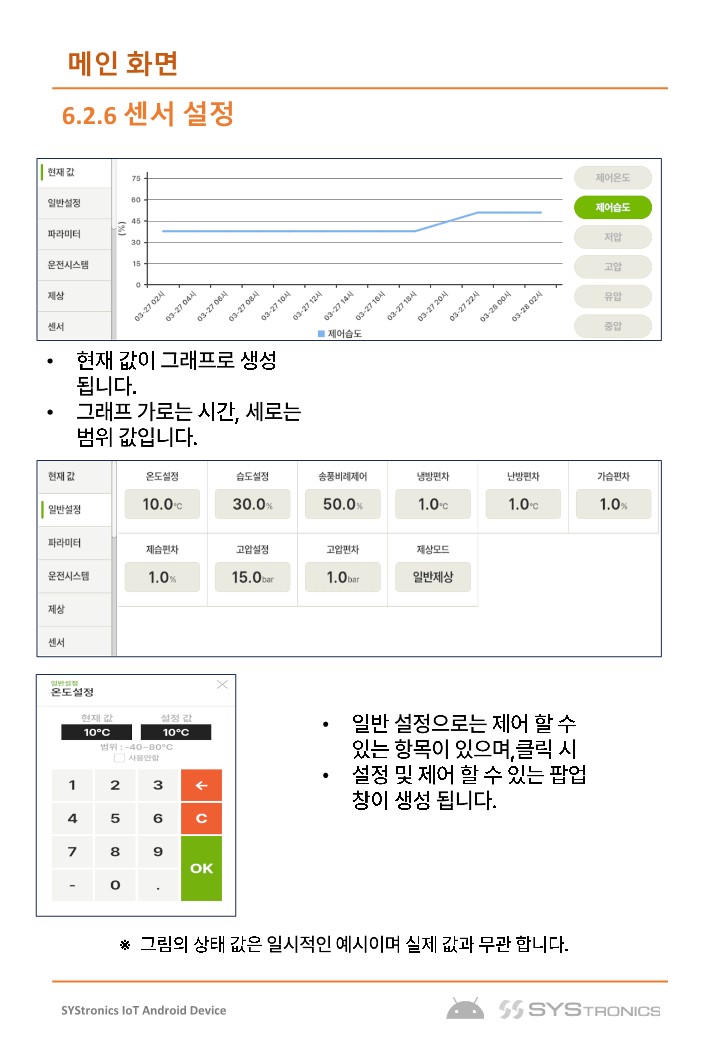 메인 화면
6.2.6 센서 설정
현재 값
일반설정
파라미터
운전시스템
제상
센서
(%)
75
60
45
30
15
0
03-27 02시
03-27 04시
03-27 06시
03-27 08시
03-27 10시
03-27 12시
03-27 14시
03-27 16시
03-27 18시
03-27 20시
03-27 22시
03-28 00시
03-28 02시
제어습도
제어온도
제어습도
저압
고압
유압
중압
• 현재 값이 그래프로 생성
됩니다.
• 그래프 가로는 시간, 세로는
범위 값입니다.
현재 값
일반설정
파라미터
운전시스템
제상
센서
온도설정 습도설정 송풍비례제어 냉방편차 난방편차 가습편차
10.0℃ 30.0% 50.0% 1.0℃ 1.0℃ 1.0%
제습편차 고압설정 고압편차 제상모드
1.0% 15.0bar 1.0bar 일반제상
일반설정
온도설정
현재 값 설정 값
10℃ 10℃
범위 : -40~80℃
사용안함
1 2 3 ←
4 5 6 C
7 8 9 OK
- 0 .
• 일반 설정으로는 제어 할 수
있는 항목이 있으며,클릭 시
• 설정 및 제어 할 수 있는 팝업
창이 생성 됩니다.
※ 그림의 상태 값은 일시적인 예시이며 실제 값과 무관 합니다.
SYStronics IoT Android Device
SYSTRONICS